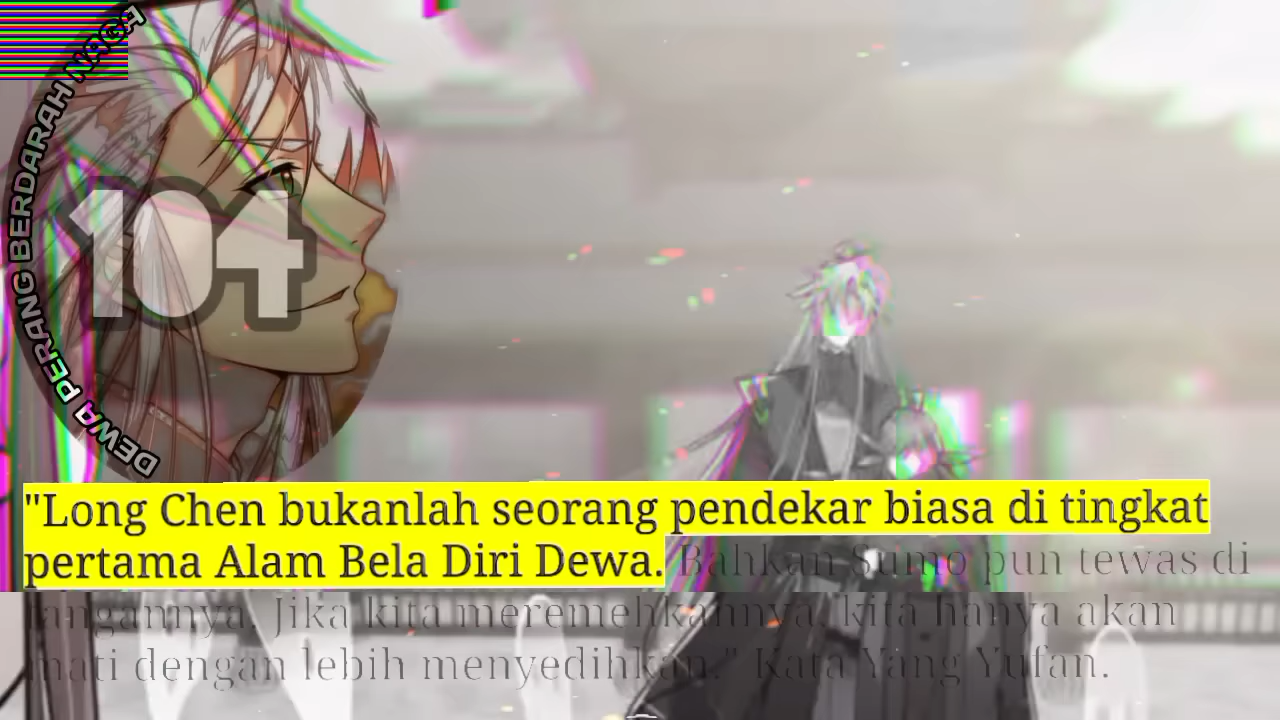 DEWA PERANG BERDARAH NAGA
104
"Long Chen bukanlah seorang pendekar biasa di tingkat
pertama Alam Bela Diri Dewa. Bahkan Sumo pun tewas di
tangannya. Jika kita meremehkannya, kita hanya akan
mati dengan lebih menyedihkan." Kata Yang Yufan.